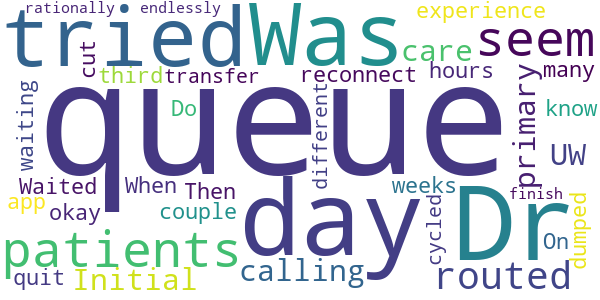 rationally endlessly experience
tried Was seem
cut care
third transfer reconnect hours many
queue
waiting Do different primary know
UW
Waited When Then weeks finish
app okay couple day Dr dumped
cycled On
patients calling routed
quit Initial